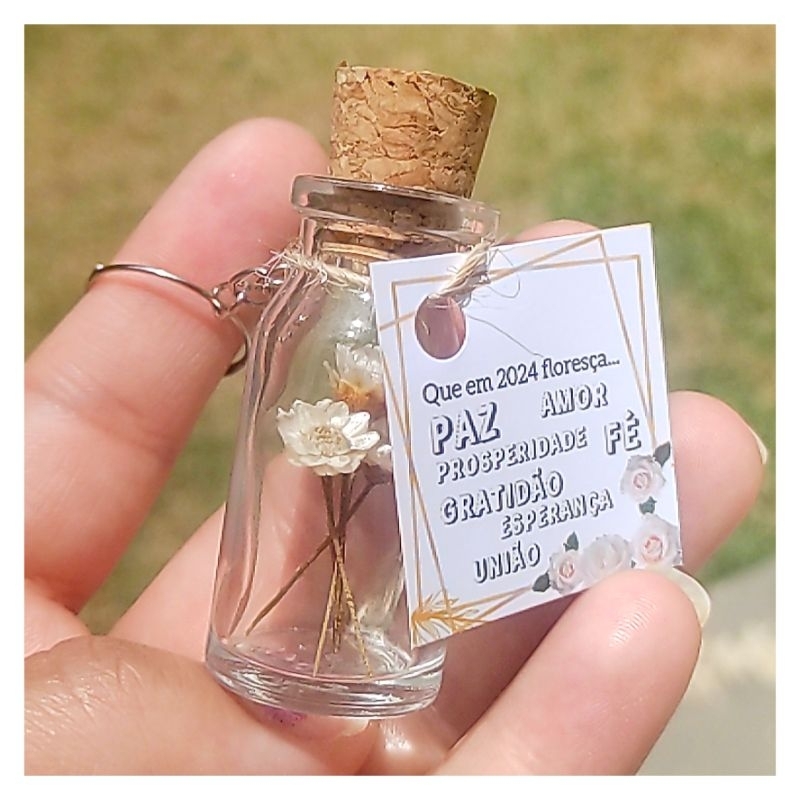 Que em 2024 floresça...
PAZ AMOR
PROSPERIDADE FÉ
GRATIDÃO
ESPERANÇA
UNIÃO